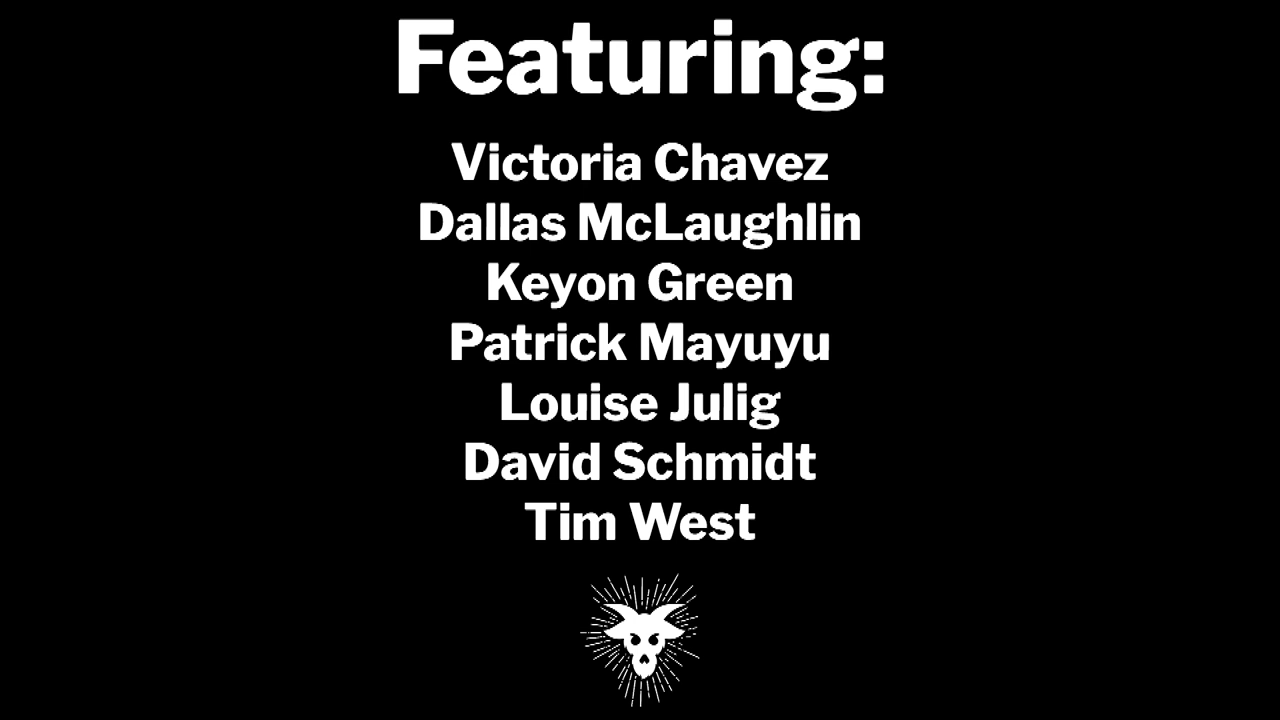 Featuring:
Victoria Chavez
Dallas McLaughlin
Keyon Green
Patrick Mayuyu
Louise Julig
David Schmidt
Tim West